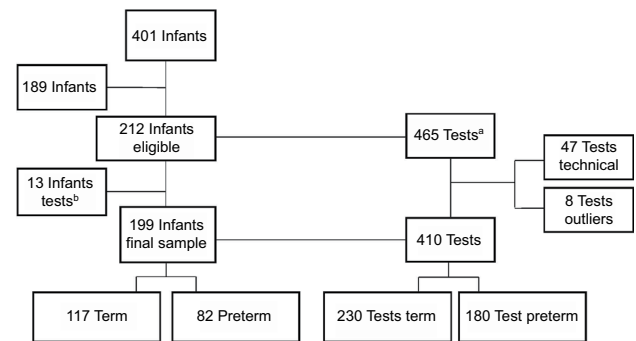 401 Infants
189 Infants
212 Infants
eligible
465 Testsᵃ
47 Tests
technical
13 Infants
testsᵇ
8 Tests
outliers
199 Infants
final sample
410 Tests
117 Term
82 Preterm
230 Tests term
180 Test preterm